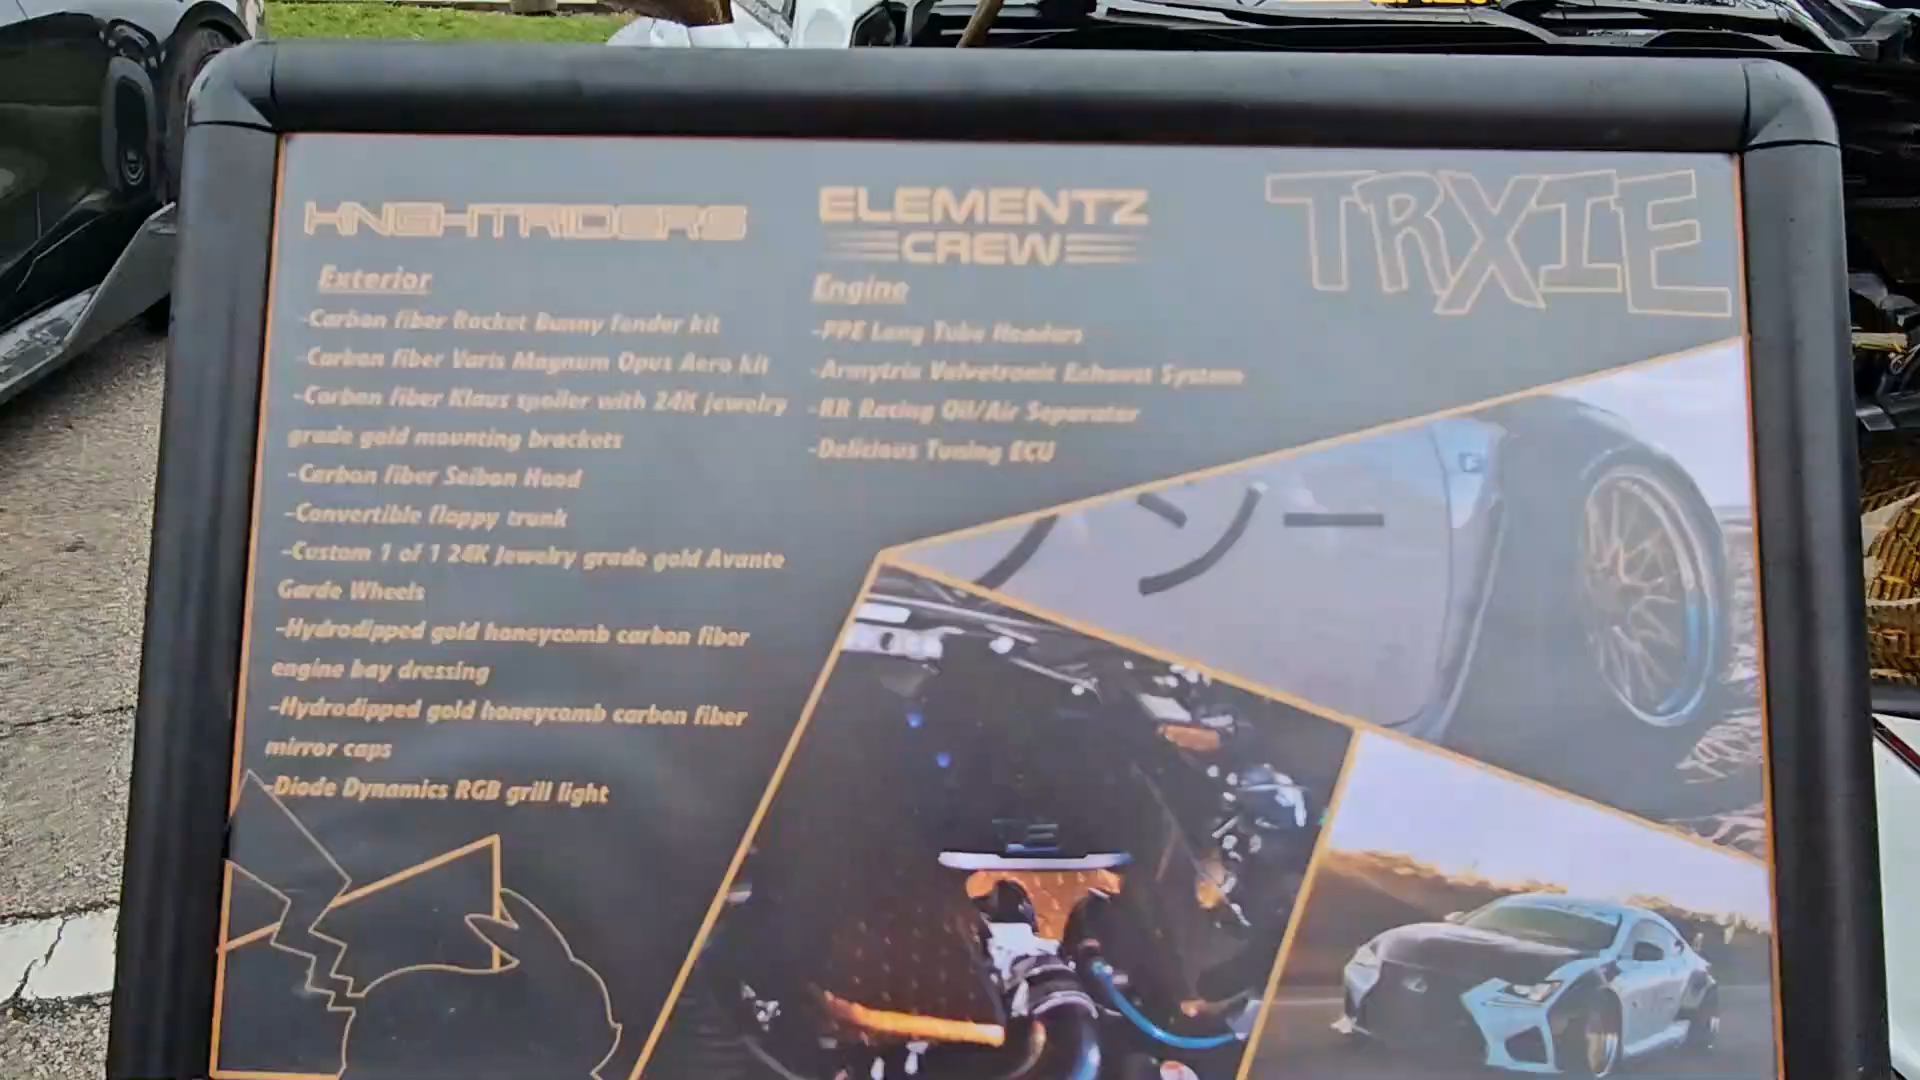 KNIGHTRIDERS
Exterior
-Carbon fiber Rocket Bunny fender kit
-Carbon fiber Varis Magnum Opus Aero kit
-Carbon fiber Klaus spoiler with 24K jewelry
grade gold mounting brackets
-Carbon fiber Seibon Hood
-Convertible floppy trunk
-Custom 1 of 1 24K Jewelry grade gold Avante
Garde Wheels
-Hydrodipped gold honeycomb carbon fiber
engine bay dressing
-Hydrodipped gold honeycomb carbon fiber
mirror caps
-Diode Dynamics RGB grill light
ELEMENTZ
CREW
Engine
-PPE Long Tube Headers
-Armytrix Valvetronic Exhaust System
-RR Racing Oil/Air Separator
-Delicious Tuning ECU
TRXIE
ノソー